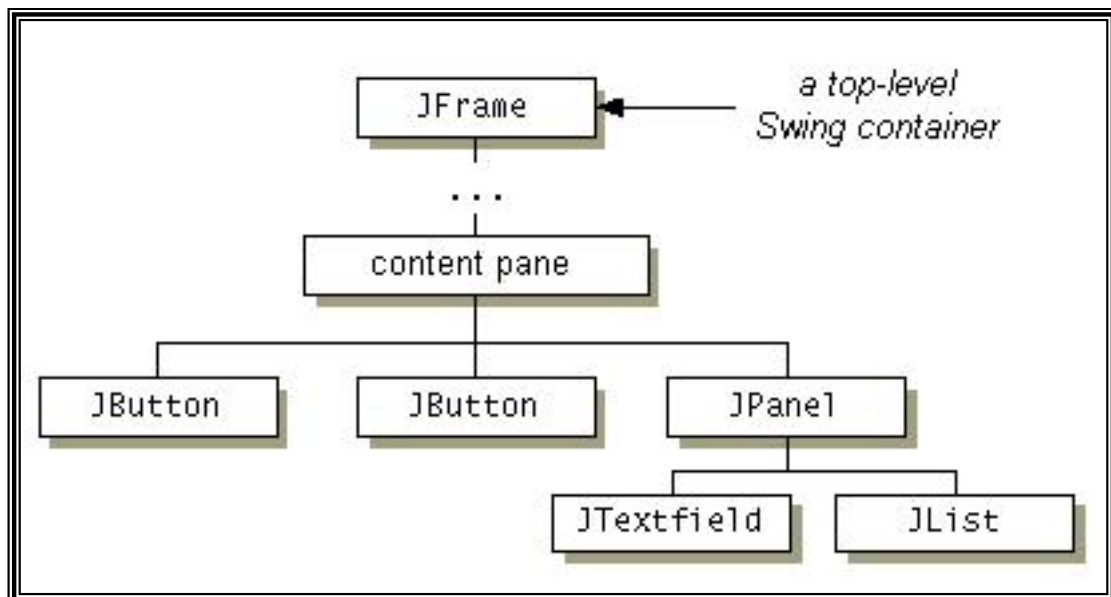 JFrame
a top-level
Swing container
...
content pane
JButton
JButton
JPanel
JTextfield
JList